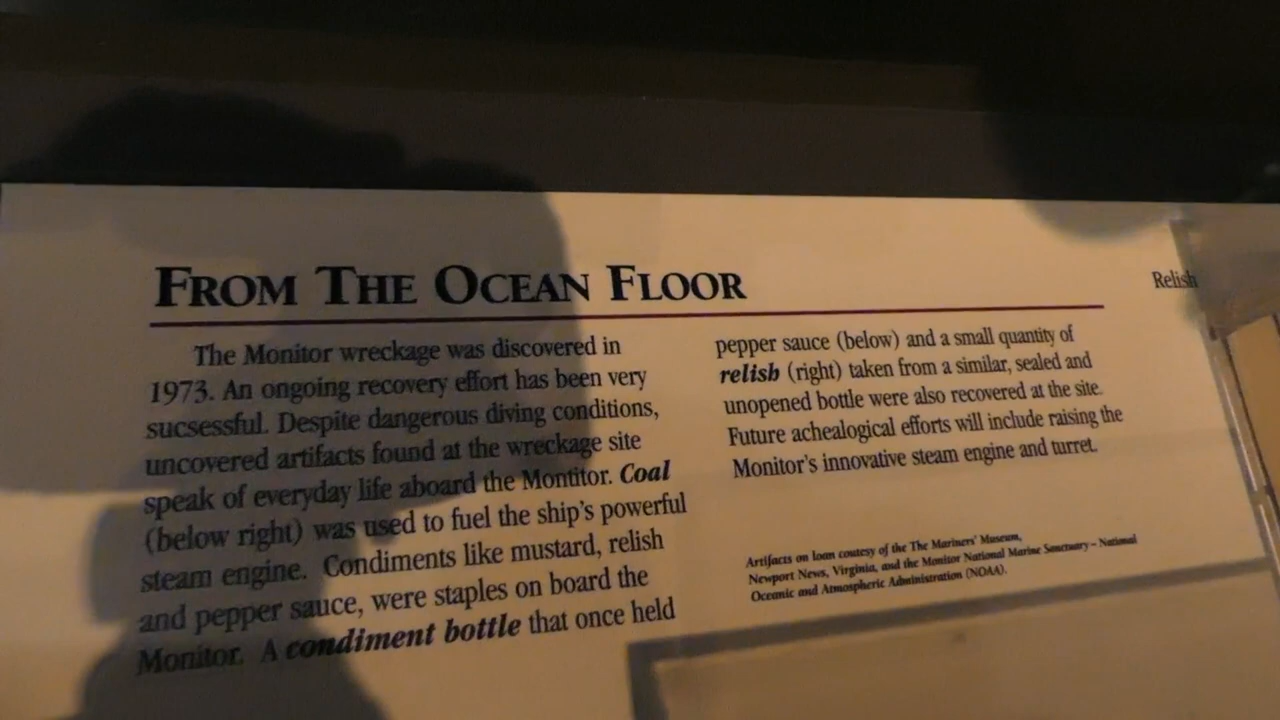 FROM THE OCEAN FLOOR
The Monitor wreckage was discovered in
1973. An ongoing recovery effort has been very
sucsessful. Despite dangerous diving conditions,
uncovered artifacts found at the wreckage site
speak of everyday life aboard the Montitor. Coal
(below right) was used to fuel the ship's powerful
steam engine. Condiments like mustard, relish
and pepper sauce, were staples on board the
Monitor. A condiment bottle that once held
pepper sauce (below) and a small quantity of
relish (right) taken from a similar, sealed and
unopened bottle were also recovered at the site.
Future achealogical efforts will include raising the
Monitor's innovative steam engine and turret.
Artifacts on loan coutesy of the The Mariners' Museum,
Newport News, Virginia, and the Monitor National Marine Sanctuary – National
Oceanic and Atmospheric Administration (NOAA).
Relish